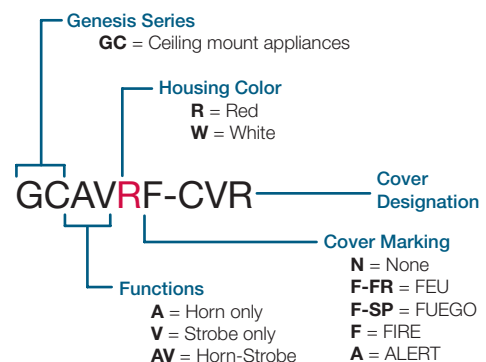 Genesis Series
GC = Ceiling mount appliances
Housing Color
R = Red
W = White
GCAVRF-CVR
Cover
Designation
Cover Marking
N = None
F-FR = FEU
F-SP = FUEGO
F = FIRE
A = ALERT
Functions
A = Horn only
V = Strobe only
AV = Horn-Strobe